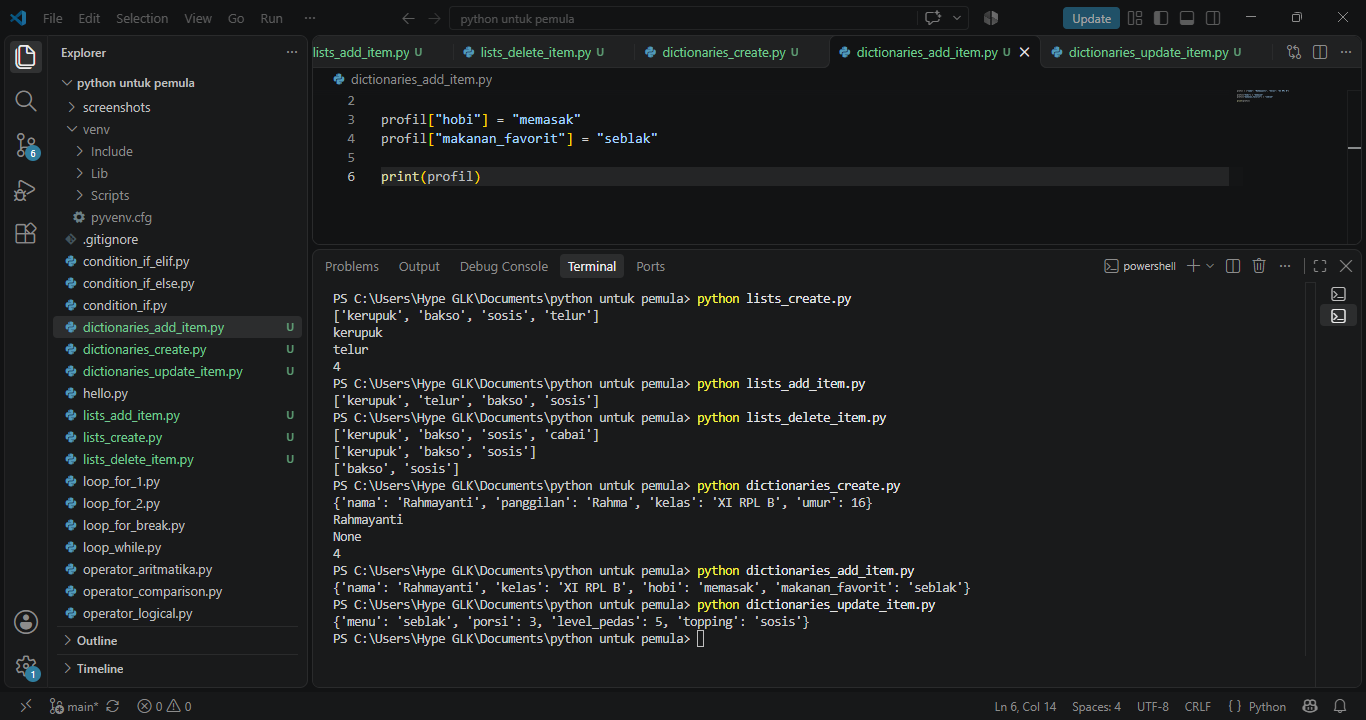 File Edit Selection View Go Run ··· python untuk pemula Update
Explorer ···
python untuk pemula
screenshots
venv
Include
Lib
Scripts
pyvenv.cfg
.gitignore
condition_if_elif.py
condition_if_else.py
condition_if.py
dictionaries_add_item.py U
dictionaries_create.py U
dictionaries_update_item.py U
hello.py
lists_add_item.py U
lists_create.py U
lists_delete_item.py U
loop_for_1.py
loop_for_2.py
loop_for_break.py
loop_while.py
operator_aritmatika.py
operator_comparison.py
operator_logical.py
Outline
Timeline
6
1
lists_add_item.py U lists_delete_item.py U dictionaries_create.py U dictionaries_add_item.py U dictionaries_update_item.py U ···
dictionaries_add_item.py
2
3 profil["hobi"] = "memasak"
4 profil["makanan_favorit"] = "seblak"
5
6 print(profil)
Problems Output Debug Console Terminal Ports powershell ···
PS C:\Users\Hype GLK\Documents\python untuk pemula> python lists_create.py
['kerupuk', 'bakso', 'sosis', 'telur']
kerupuk
telur
4
PS C:\Users\Hype GLK\Documents\python untuk pemula> python lists_add_item.py
['kerupuk', 'telur', 'bakso', 'sosis']
PS C:\Users\Hype GLK\Documents\python untuk pemula> python lists_delete_item.py
['kerupuk', 'bakso', 'sosis', 'cabai']
['kerupuk', 'bakso', 'sosis']
['bakso', 'sosis']
PS C:\Users\Hype GLK\Documents\python untuk pemula> python dictionaries_create.py
{'nama': 'Rahmayanti', 'panggilan': 'Rahma', 'kelas': 'XI RPL B', 'umur': 16}
Rahmayanti
None
4
PS C:\Users\Hype GLK\Documents\python untuk pemula> python dictionaries_add_item.py
{'nama': 'Rahmayanti', 'kelas': 'XI RPL B', 'hobi': 'memasak', 'makanan_favorit': 'seblak'}
PS C:\Users\Hype GLK\Documents\python untuk pemula> python dictionaries_update_item.py
{'menu': 'seblak', 'porsi': 3, 'level_pedas': 5, 'topping': 'sosis'}
PS C:\Users\Hype GLK\Documents\python untuk pemula>
main* 0 0 Ln 6, Col 14 Spaces: 4 UTF-8 CRLF { } Python